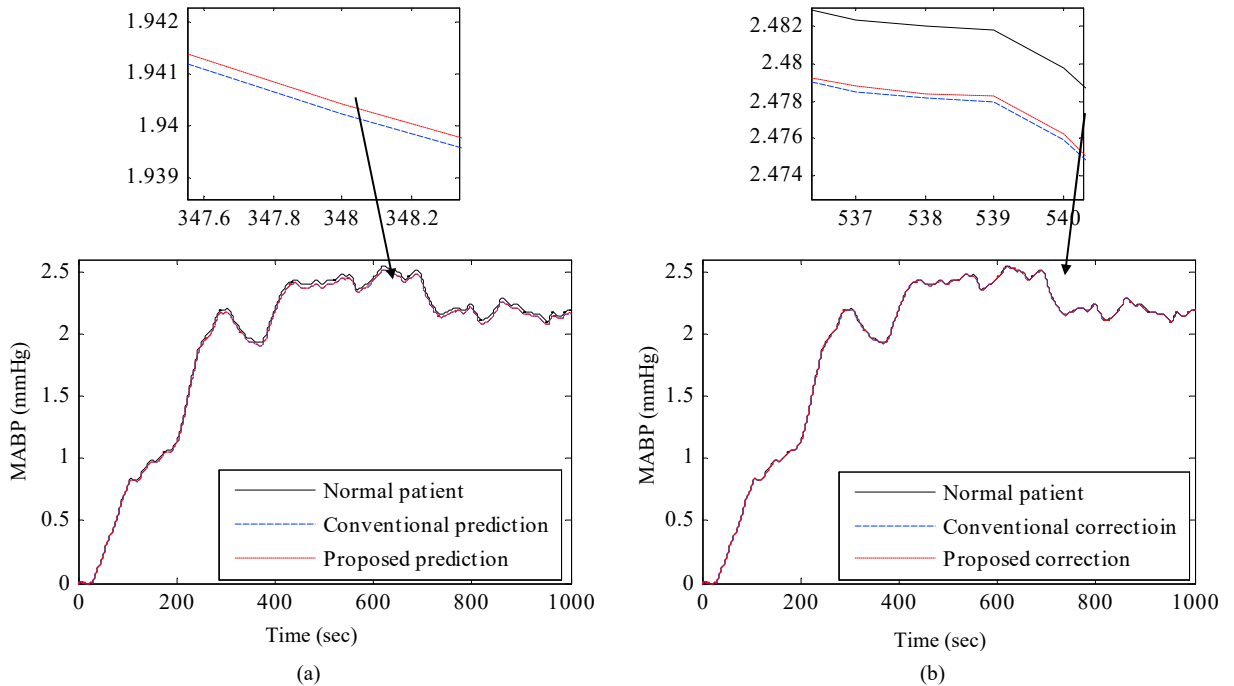 1.942
1.941
1.94
1.939
347.6 347.8 348 348.2
2.5
2
1.5
1
0.5
0
MABP (mmHg)
Normal patient
Conventional prediction
Proposed prediction
0 200 400 600 800 1000
Time (sec)
(a)
2.482
2.48
2.478
2.476
2.474
537 538 539 540
2.5
2
1.5
1
0.5
0
MABP (mmHg)
Normal patient
Conventional correctioin
Proposed correction
0 200 400 600 800 1000
Time (sec)
(b)